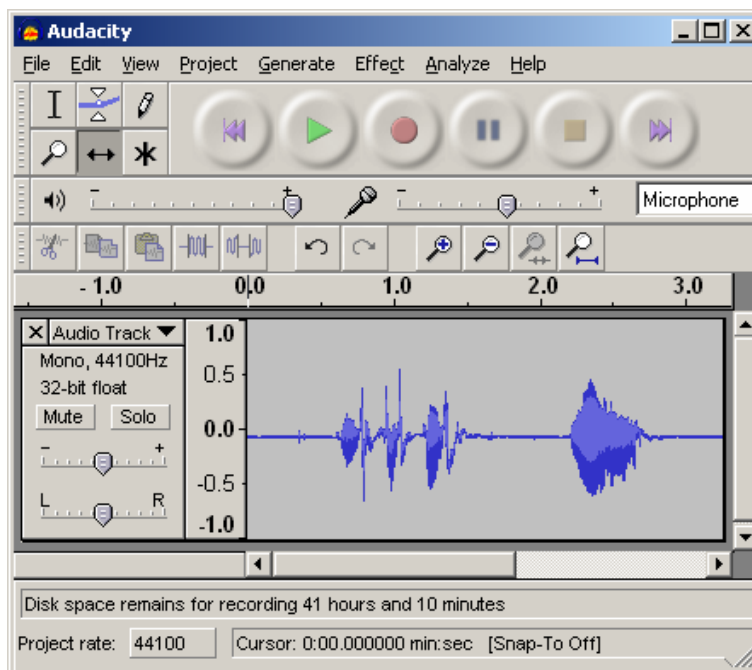 Audacity
File Edit View Project Generate Effect Analyze Help
- + - + Microphone
- 1.0 0.0 1.0 2.0 3.0
X Audio Track
Mono, 44100Hz
32-bit float
Mute Solo
- +
L R
1.0
0.5
0.0
-0.5
-1.0
Disk space remains for recording 41 hours and 10 minutes
Project rate: 44100 Cursor: 0:00.000000 min:sec [Snap-To Off]